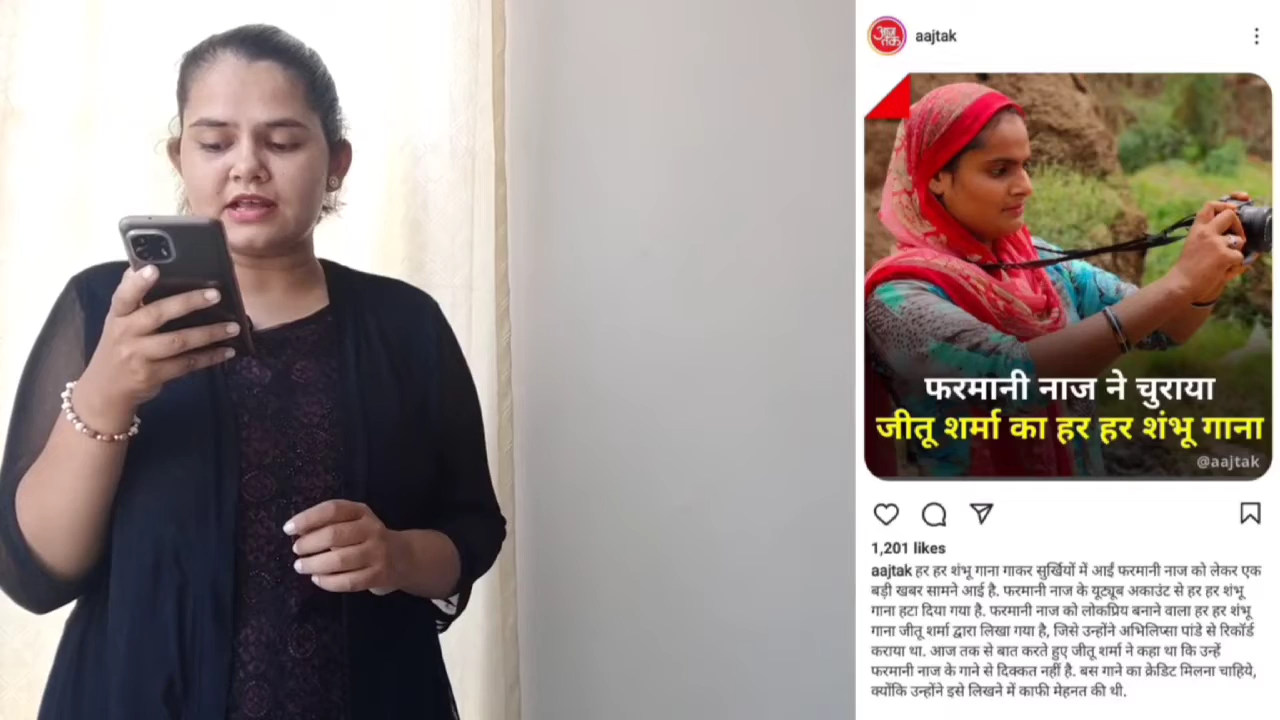 आज तक
aajtak
फरमानी नाज ने चुराया
जीतू शर्मा का हर हर शंभू गाना
@aajtak
1,201 likes
aajtak हर हर शंभू गाना गाकर सुर्खियों में आईं फरमानी नाज को लेकर एक
बड़ी खबर सामने आई है. फरमानी नाज के यूट्यूब अकाउंट से हर हर शंभू
गाना हटा दिया गया है. फरमानी नाज को लोकप्रिय बनाने वाला हर हर शंभू
गाना जीतू शर्मा द्वारा लिखा गया है, जिसे उन्होंने अभिलिप्सा पांडे से रिकॉर्ड
कराया था. आज तक से बात करते हुए जीतू शर्मा ने कहा था कि उन्हें
फरमानी नाज के गाने से दिक्कत नहीं है. बस गाने का क्रेडिट मिलना चाहिये,
क्योंकि उन्होंने इसे लिखने में काफी मेहनत की थी.